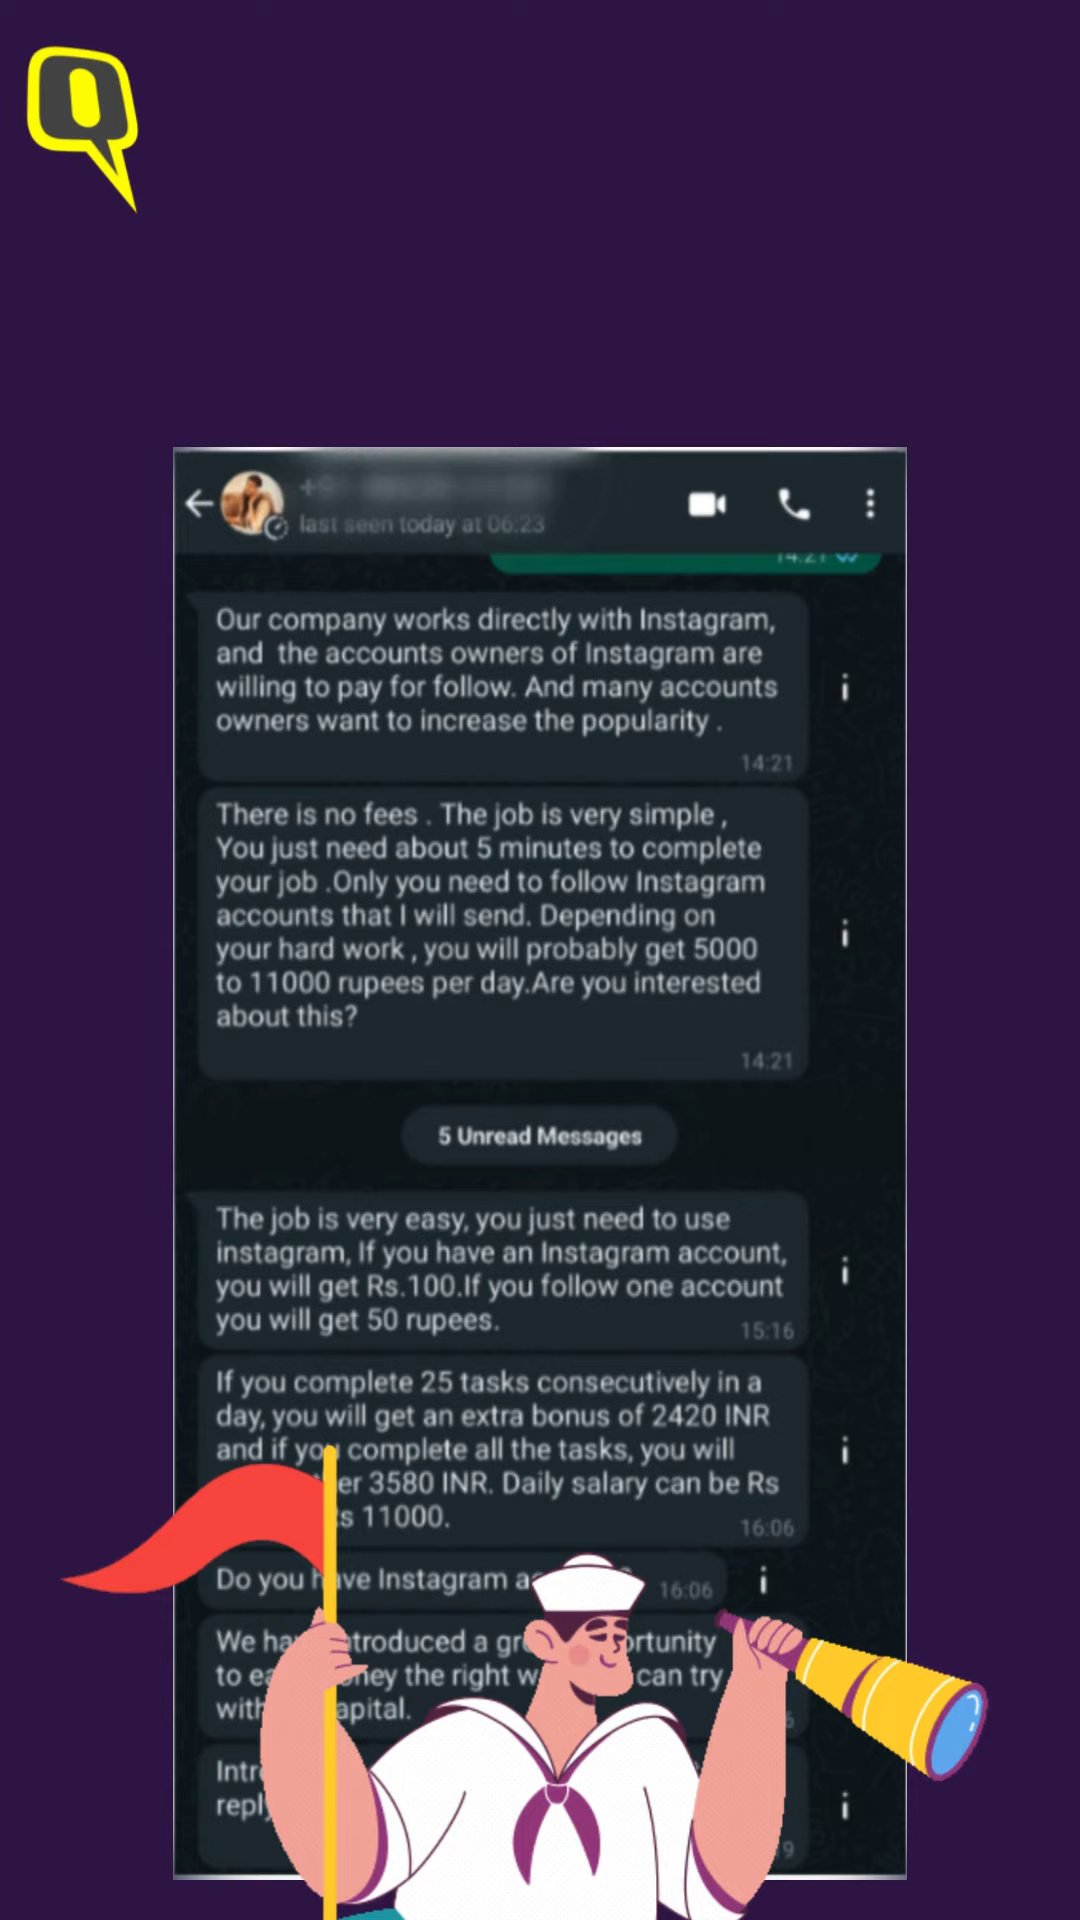 last seen today at 06:23
14:21
Our company works directly with Instagram,
and the accounts owners of Instagram are
willing to pay for follow. And many accounts
owners want to increase the popularity .
14:21
There is no fees . The job is very simple ,
You just need about 5 minutes to complete
your job .Only you need to follow Instagram
accounts that I will send. Depending on
your hard work , you will probably get 5000
to 11000 rupees per day.Are you interested
about this?
14:21
5 Unread Messages
The job is very easy, you just need to use
instagram, If you have an Instagram account,
you will get Rs.100.If you follow one account
you will get 50 rupees.
15:16
If you complete 25 tasks consecutively in a
day, you will get an extra bonus of 2420 INR
and if you complete all the tasks, you will
3580 INR. Daily salary can be Rs
11000.
16:06
Do you have Instagram
16:06
We have introduced a
to the right can try